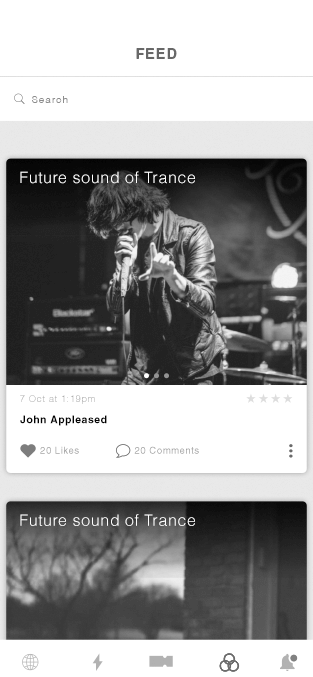 FEED
Search
Future sound of Trance
Blackstar
7 Oct at 1:19pm
John Appleased
20 Likes
20 Comments
Future sound of Trance